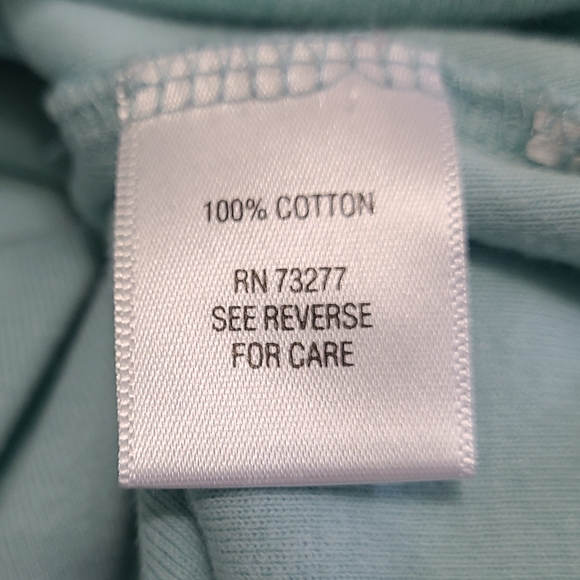 100% COTTON
RN 73277
SEE REVERSE
FOR CARE